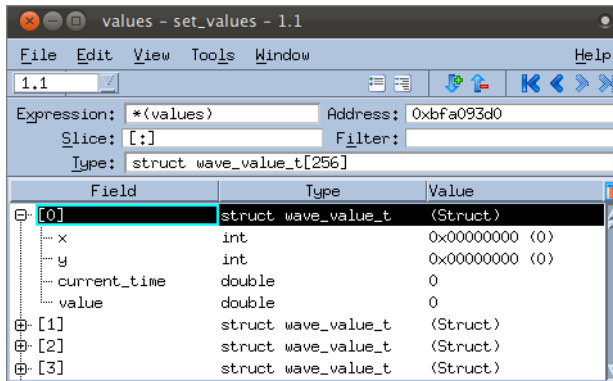 values - set_values - 1.1
File Edit View Tools Window Help
1.1
Expression: *(values) Address: 0xbfa093d0
Slice: [:] Filter:
Type: struct wave_value_t[256]
Field Type Value
[0] struct wave_value_t (Struct)
x int 0x00000000 (0)
y int 0x00000000 (0)
current_time double 0
value double 0
[1] struct wave_value_t (Struct)
[2] struct wave_value_t (Struct)
[3] struct wave_value_t (Struct)